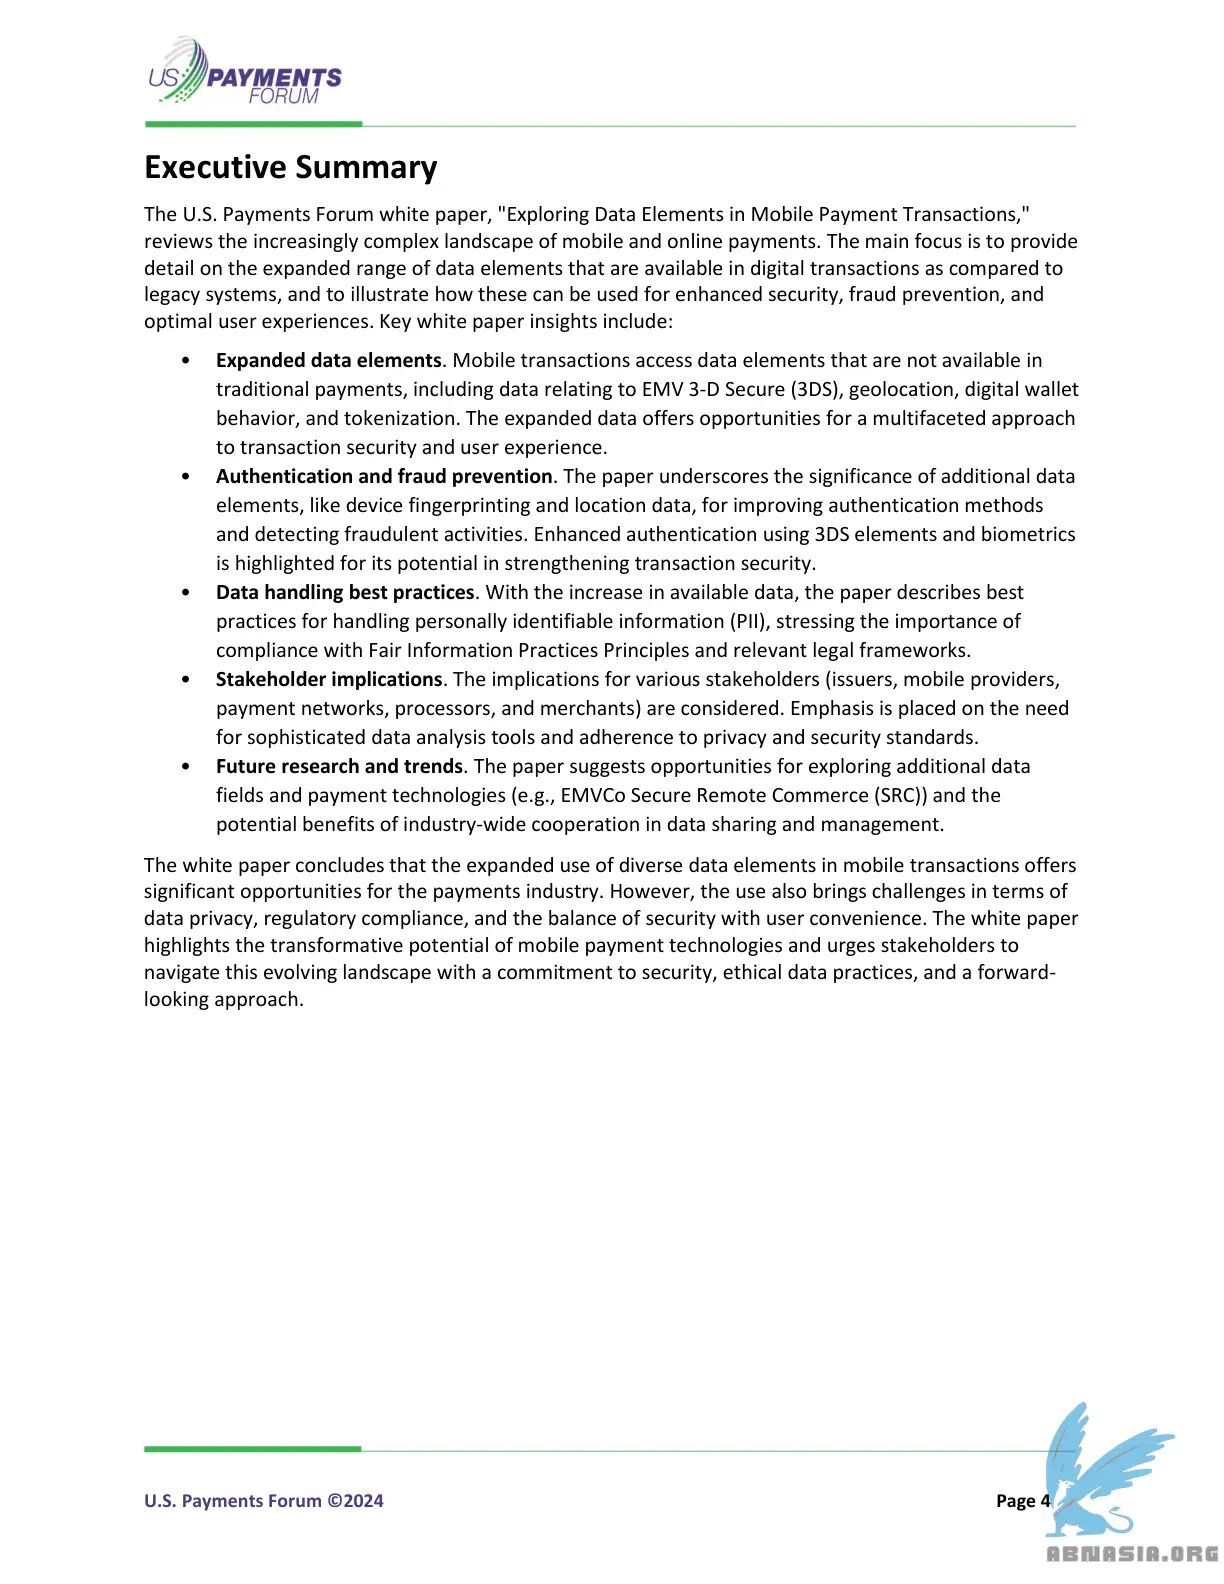 US PAYMENTS
FORUM
Executive Summary
The U.S. Payments Forum white paper, "Exploring Data Elements in Mobile Payment Transactions,"
reviews the increasingly complex landscape of mobile and online payments. The main focus is to provide
detail on the expanded range of data elements that are available in digital transactions as compared to
legacy systems, and to illustrate how these can be used for enhanced security, fraud prevention, and
optimal user experiences. Key white paper insights include:
• Expanded data elements. Mobile transactions access data elements that are not available in
traditional payments, including data relating to EMV 3-D Secure (3DS), geolocation, digital wallet
behavior, and tokenization. The expanded data offers opportunities for a multifaceted approach
to transaction security and user experience.
• Authentication and fraud prevention. The paper underscores the significance of additional data
elements, like device fingerprinting and location data, for improving authentication methods
and detecting fraudulent activities. Enhanced authentication using 3DS elements and biometrics
is highlighted for its potential in strengthening transaction security.
• Data handling best practices. With the increase in available data, the paper describes best
practices for handling personally identifiable information (PII), stressing the importance of
compliance with Fair Information Practices Principles and relevant legal frameworks.
• Stakeholder implications. The implications for various stakeholders (issuers, mobile providers,
payment networks, processors, and merchants) are considered. Emphasis is placed on the need
for sophisticated data analysis tools and adherence to privacy and security standards.
• Future research and trends. The paper suggests opportunities for exploring additional data
fields and payment technologies (e.g., EMVCo Secure Remote Commerce (SRC)) and the
potential benefits of industry-wide cooperation in data sharing and management.
The white paper concludes that the expanded use of diverse data elements in mobile transactions offers
significant opportunities for the payments industry. However, the use also brings challenges in terms of
data privacy, regulatory compliance, and the balance of security with user convenience. The white paper
highlights the transformative potential of mobile payment technologies and urges stakeholders to
navigate this evolving landscape with a commitment to security, ethical data practices, and a forward-
looking approach.
U.S. Payments Forum ©2024 Page 4
ABNASIA.ORG